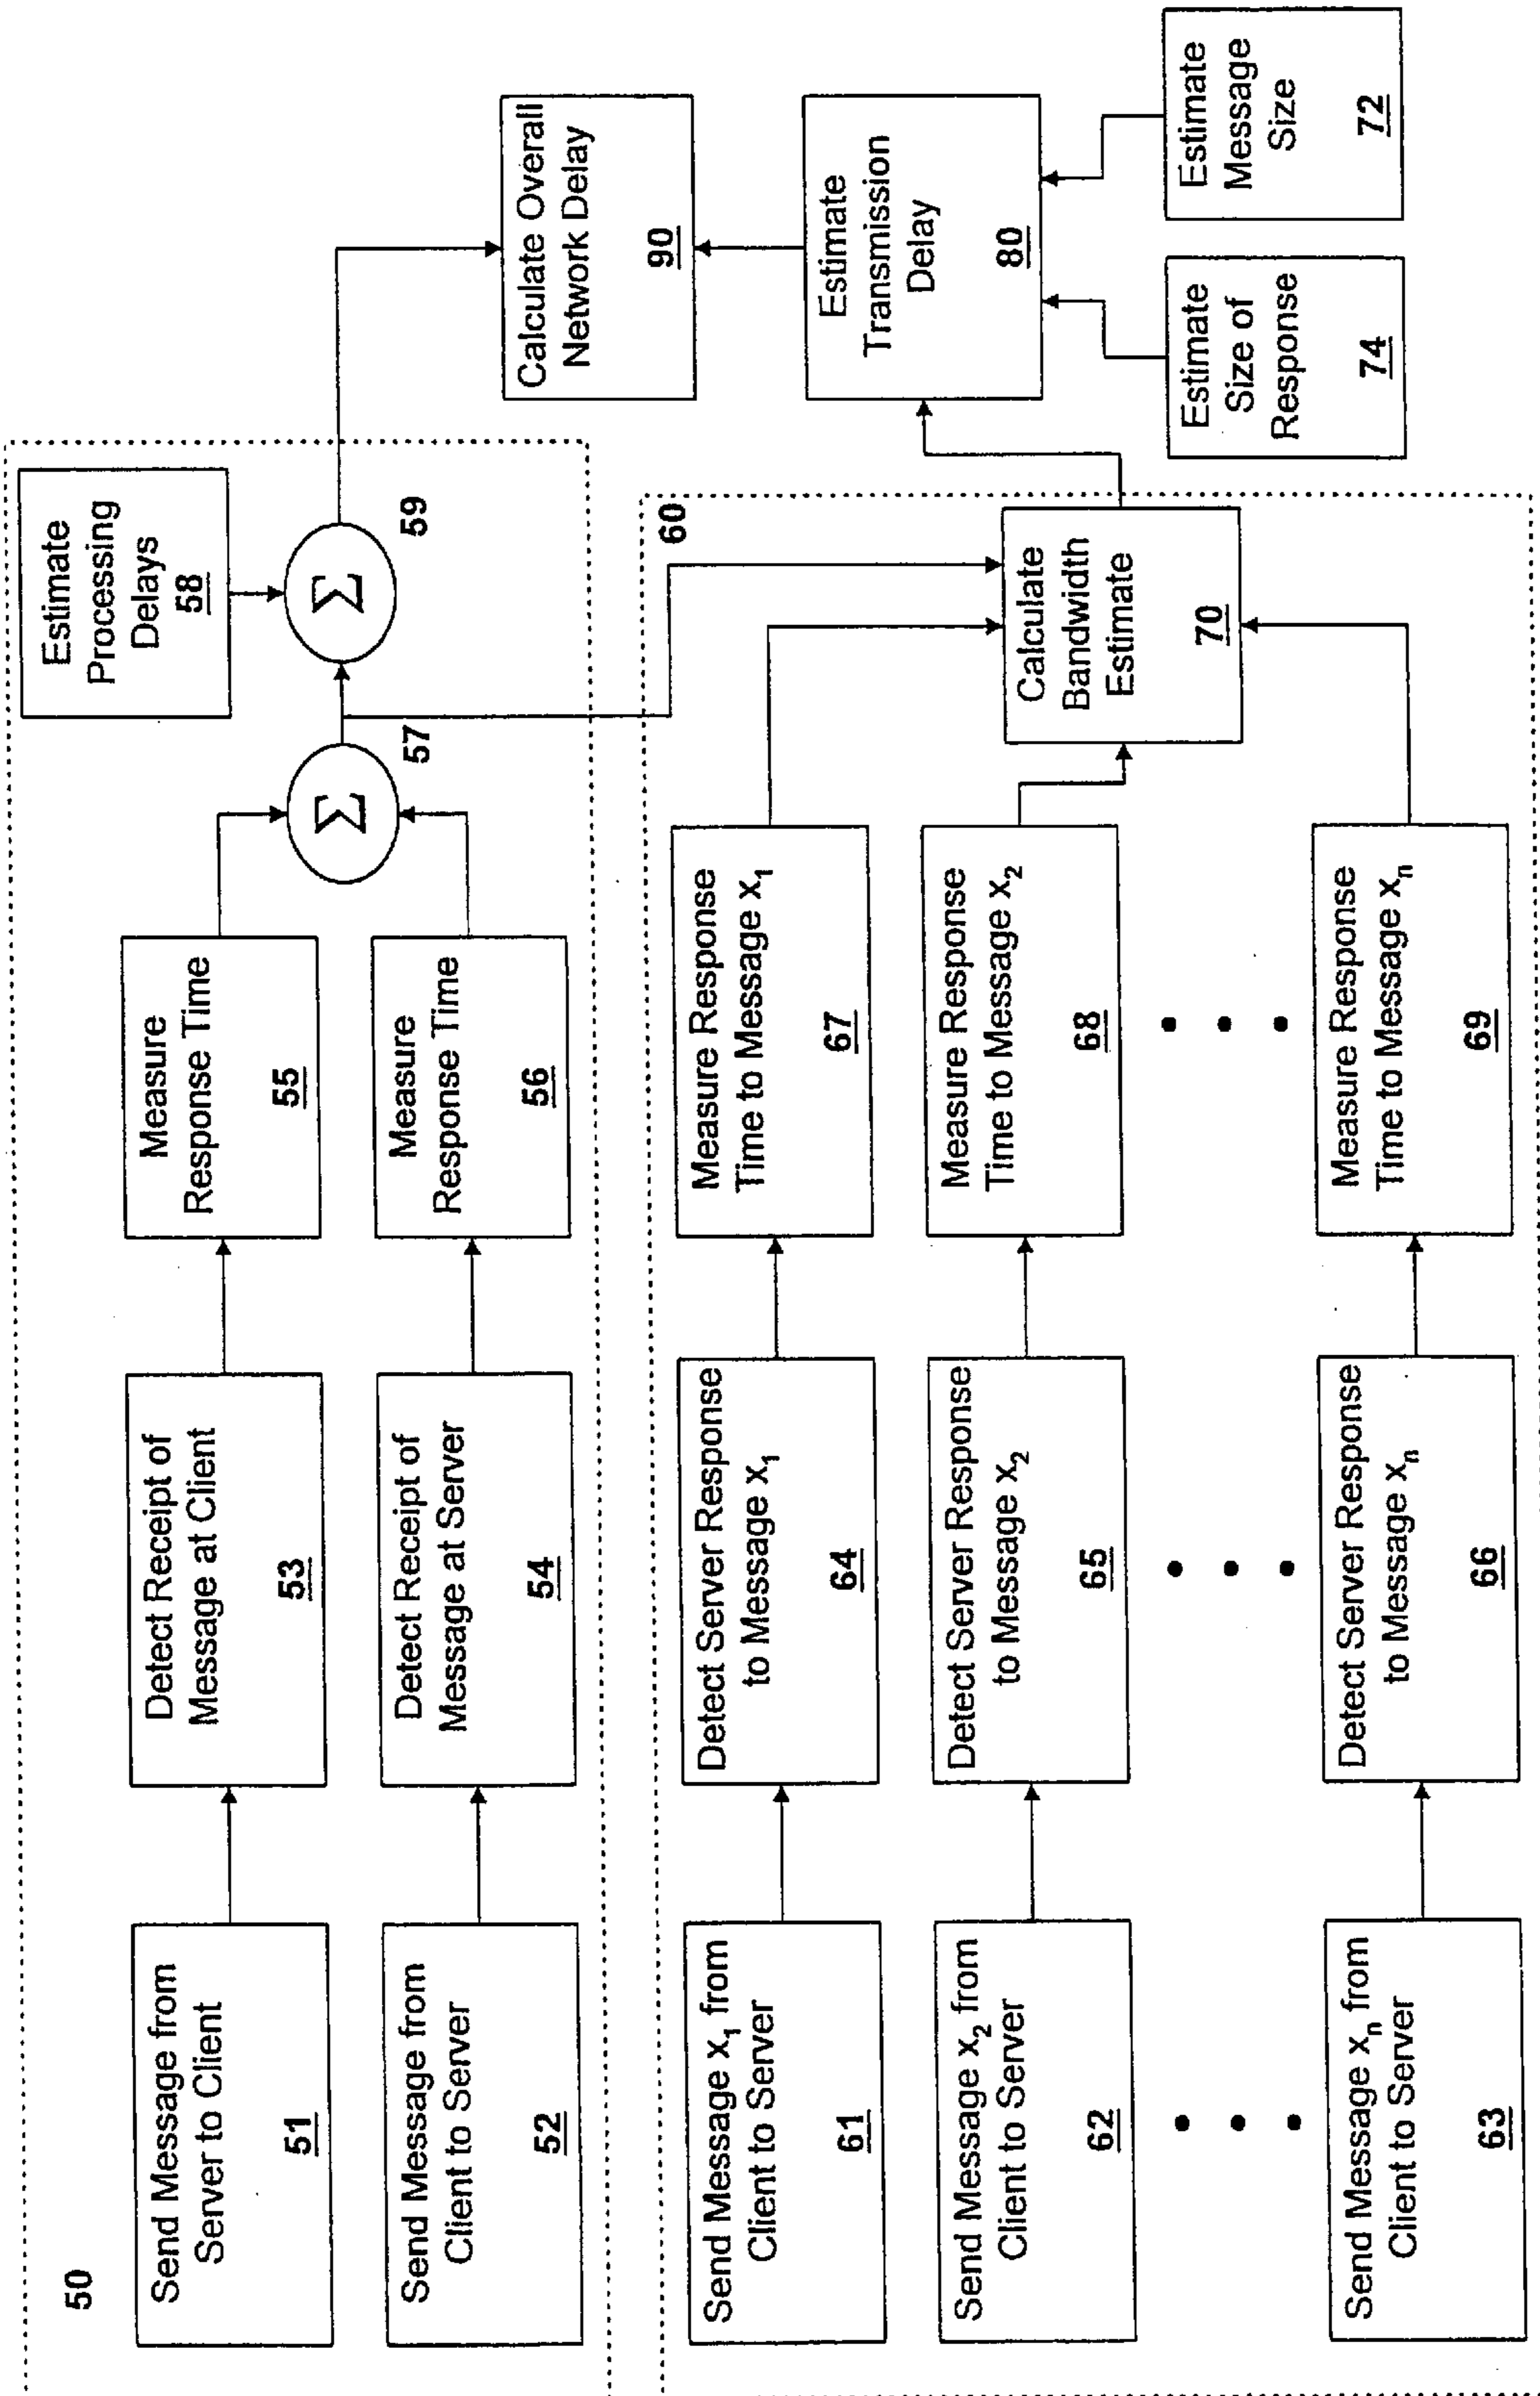 50
Send Message from
Server to Client
51
Detect Receipt of
Message at Client
53
Measure
Response Time
55
Send Message from
Client to Server
52
Detect Receipt of
Message at Server
54
Measure
Response Time
56
Σ
57
Estimate
Processing
Delays
58
Σ
59
Calculate Overall
Network Delay
90
60
Send Message x₁ from
Client to Server
61
Detect Server Response
to Message x₁
64
Measure Response
Time to Message x₁
67
Send Message x₂ from
Client to Server
62
Detect Server Response
to Message x₂
65
Measure Response
Time to Message x₂
68
Send Message xₙ from
Client to Server
63
Detect Server Response
to Message xₙ
66
Measure Response
Time to Message xₙ
69
Calculate
Bandwidth
Estimate
70
Estimate
Transmission
Delay
80
Estimate
Size of
Response
74
Estimate
Message
Size
72